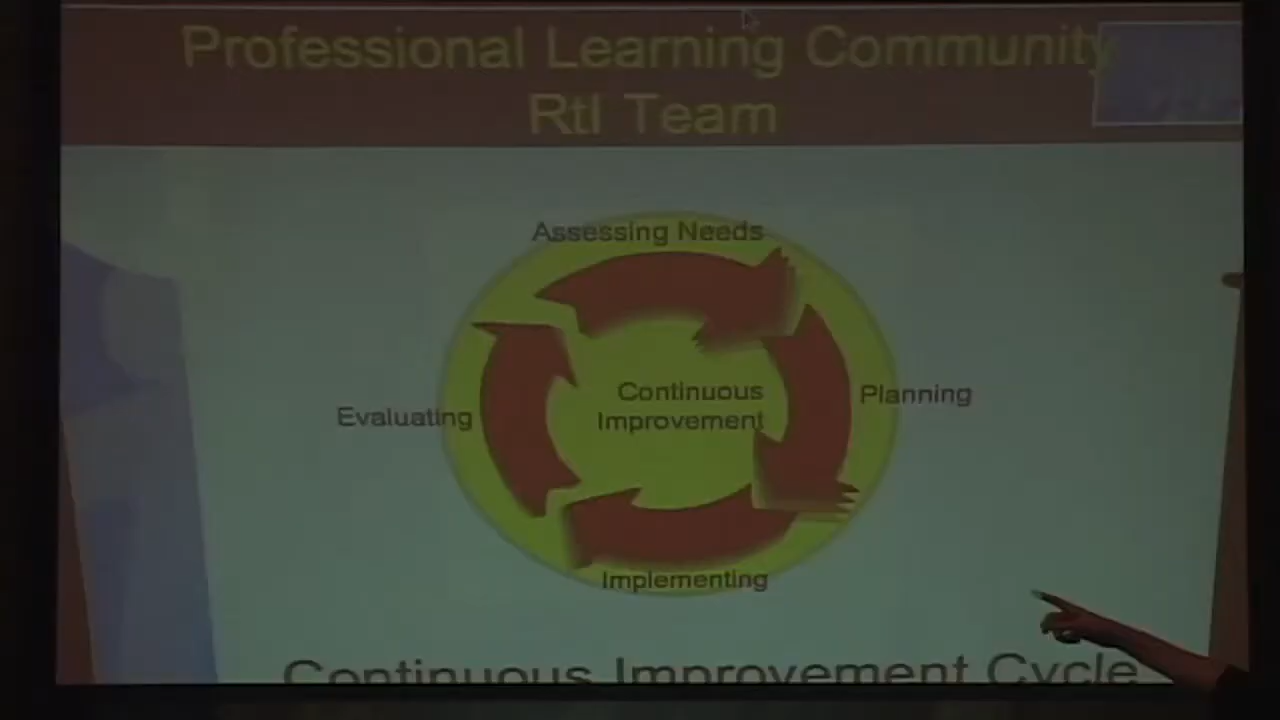 Professional Learning Community
RtI Team
Assessing Needs
Continuous
Improvement
Planning
Evaluating
Implementing
Continuous Improvement Cycle